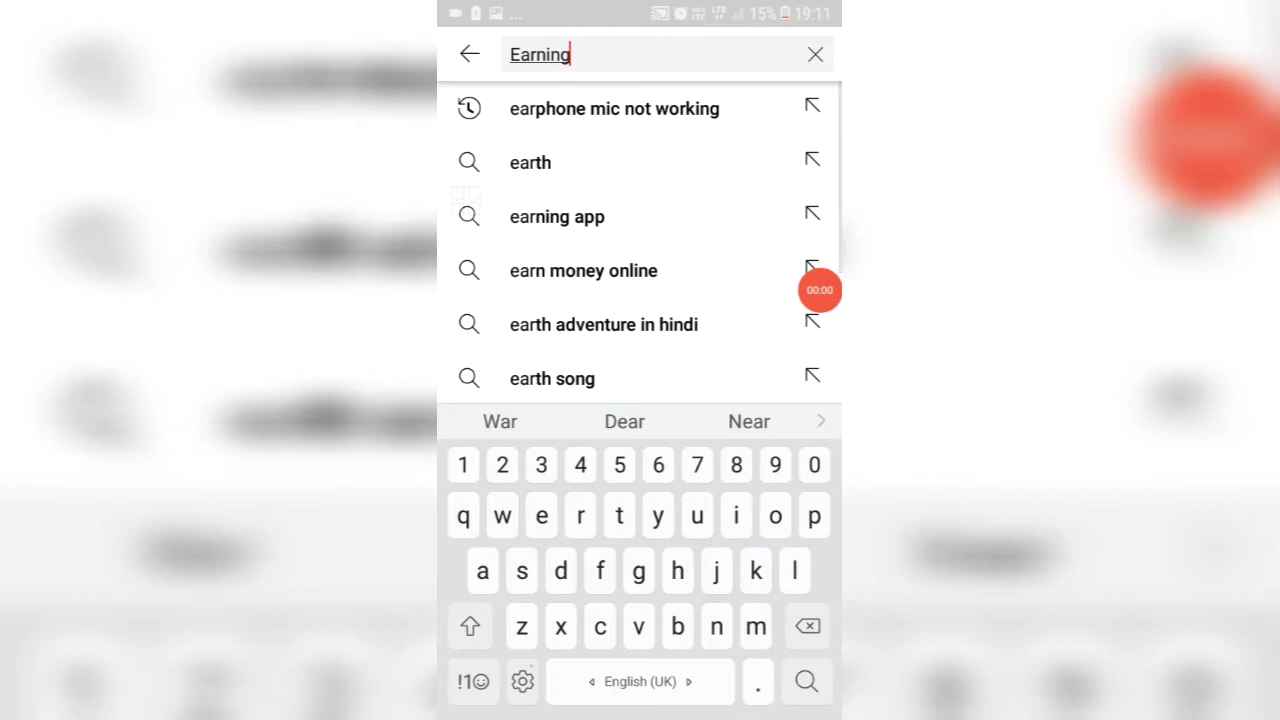 ... 15% 19:11
Earning
earphone mic not working
earth
earning app
earn money online
00:00
earth adventure in hindi
earth song
War Dear Near
1 2 3 4 5 6 7 8 9 0
q w e r t y u i o p
a s d f g h j k l
z x c v b n m
!1☺ English (UK) .